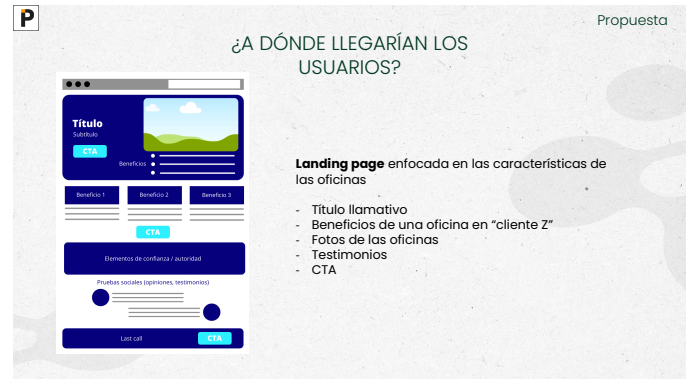 P
Propuesta
¿A DÓNDE LLEGARÍAN LOS
USUARIOS?
Título
Subtítulo
CTA
Beneficios
Beneficio 1
Beneficio 2
Beneficio 3
CTA
Elementos de confianza / autoridad
Pruebas sociales (opiniones, testimonios)
Last call
CTA
Landing page enfocada en las características de
las oficinas
- Título llamativo
- Beneficios de una oficina en “cliente Z”
- Fotos de las oficinas
- Testimonios
- CTA